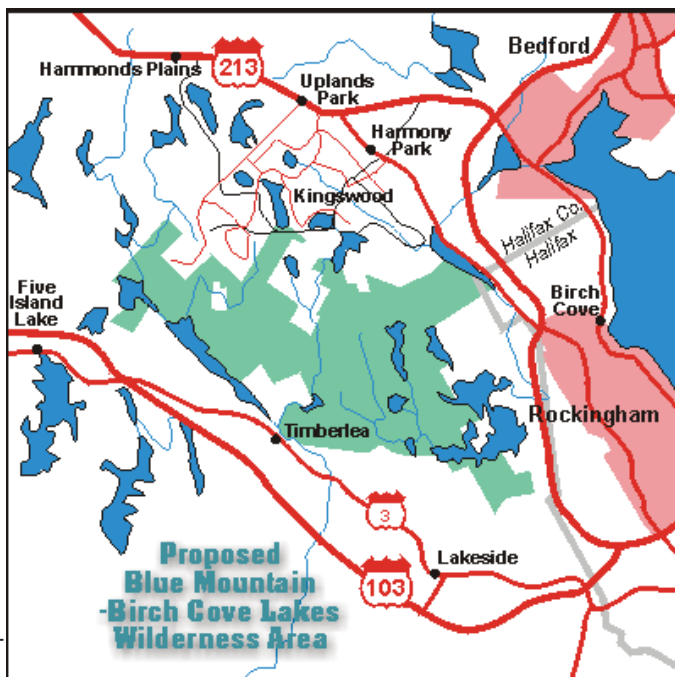 Bedford
Hammonds Plains
213
Uplands
Park
Harmony
Park
Kingswood
Halifax Co.
Halifax
Five
Island
Lake
Birch
Cove
Rockingham
Timberlea
3
Lakeside
103
Proposed
Blue Mountain
-Birch Cove Lakes
Wilderness Area